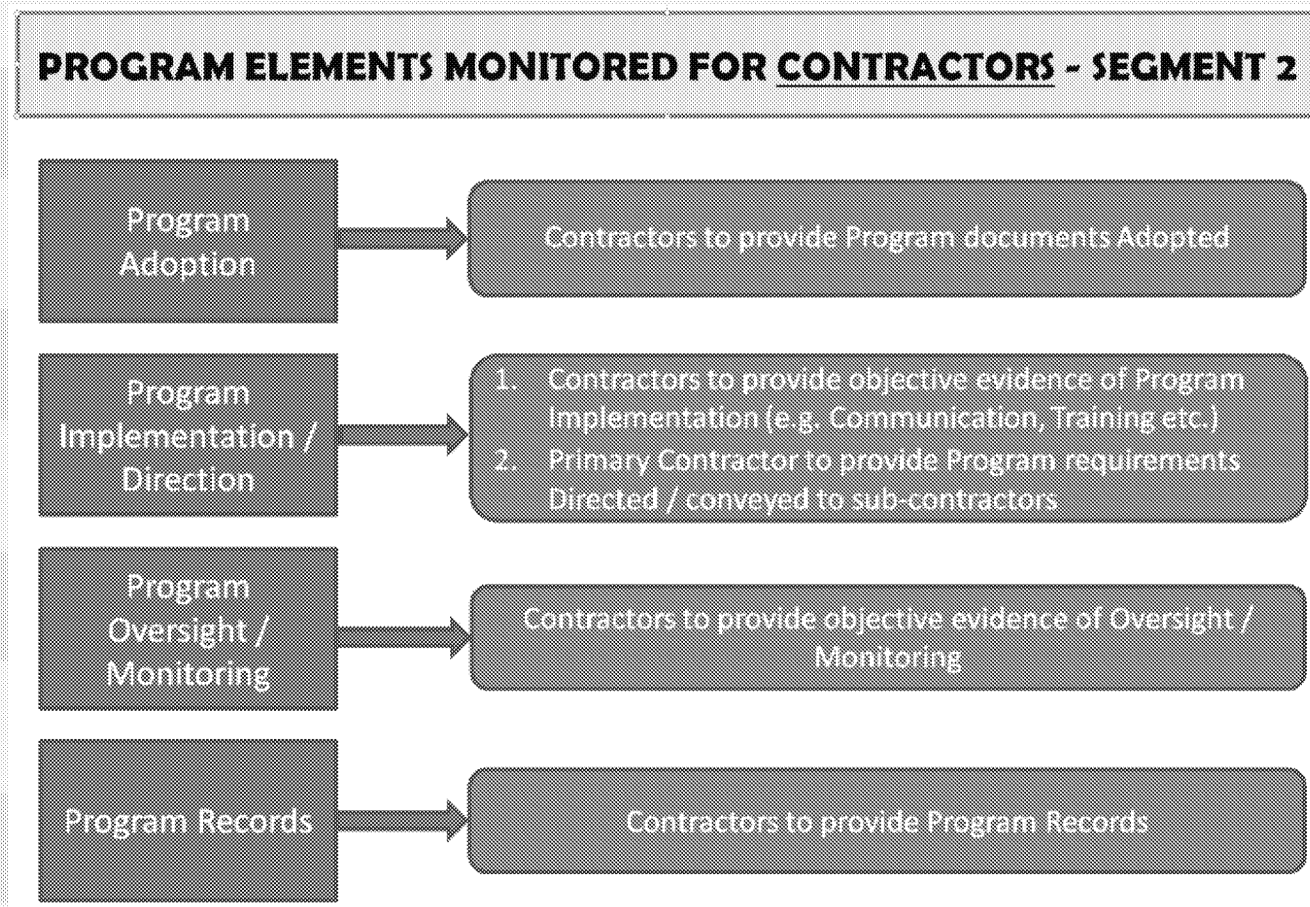 PROGRAM ELEMENTS MONITORED FOR CONTRACTORS - SEGMENT 2
Program
Adoption
Contractors to provide Program documents Adopted
Program
Implementation /
Direction
1. Contractors to provide objective evidence of Program
Implementation (e.g. Communication, Training etc.)
2. Primary Contractor to provide Program requirements
Directed / conveyed to sub-contractors
Program
Oversight /
Monitoring
Contractors to provide objective evidence of Oversight /
Monitoring
Program Records
Contractors to provide Program Records